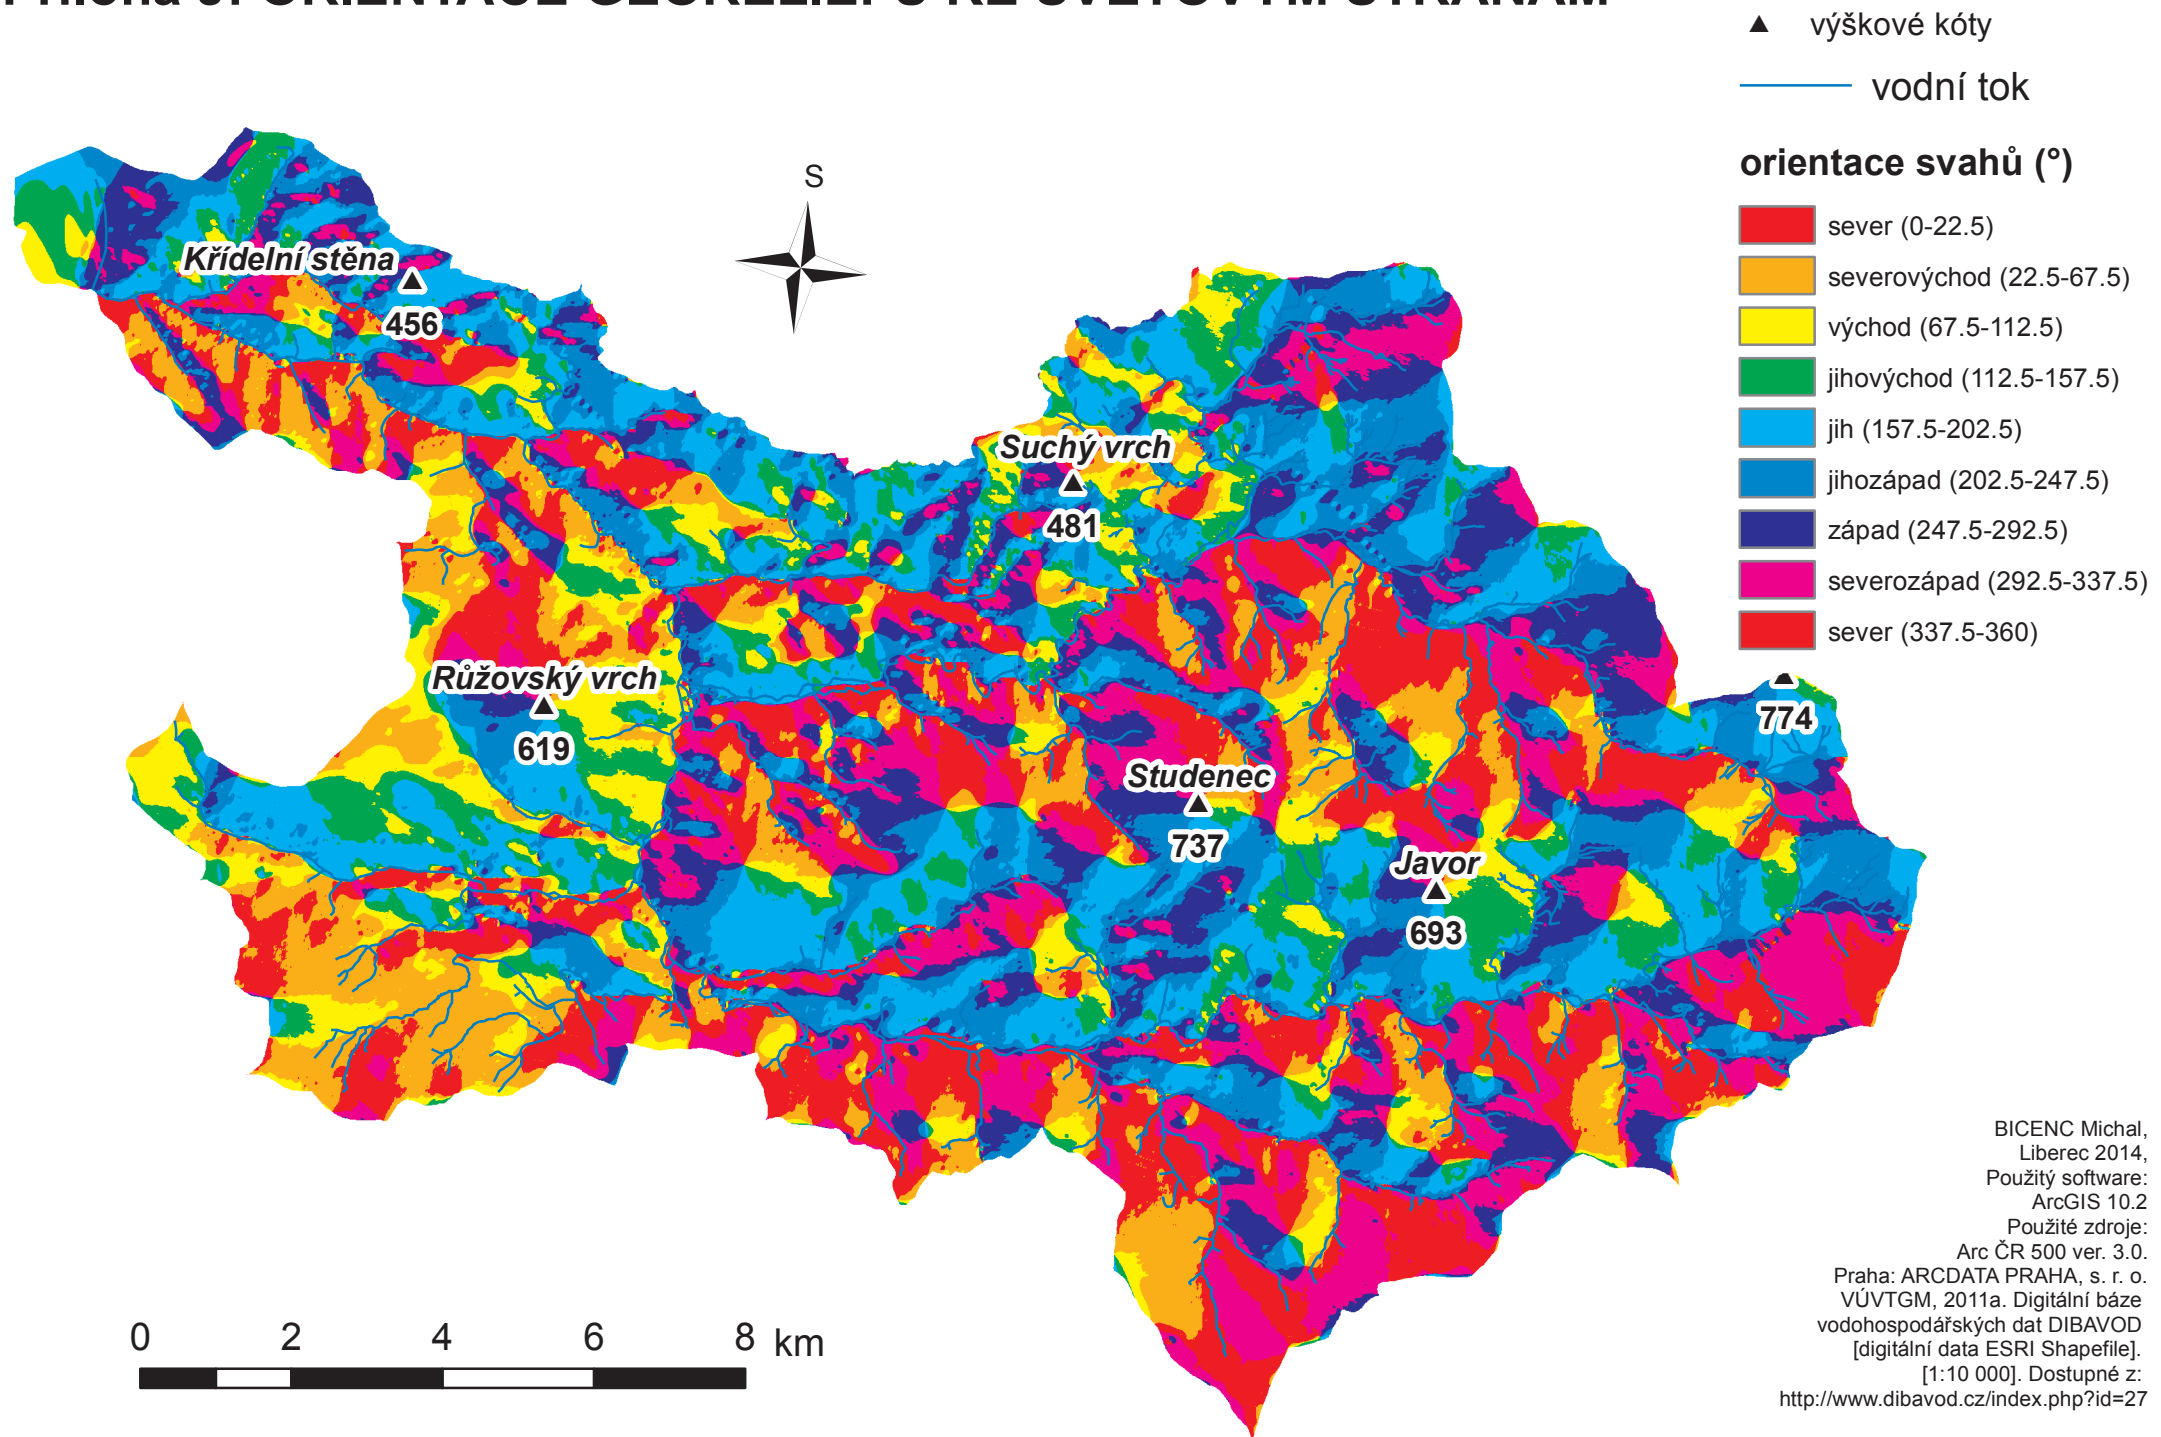 výškové kóty
vodní tok
orientace svahů (°)
sever (0-22.5)
severovýchod (22.5-67.5)
východ (67.5-112.5)
jihovýchod (112.5-157.5)
jih (157.5-202.5)
jihozápad (202.5-247.5)
západ (247.5-292.5)
severozápad (292.5-337.5)
sever (337.5-360)
S
Křídelní stěna
456
Suchý vrch
481
Růžovský vrch
619
774
Studenec
737
Javor
693
0 2 4 6 8 km
BICENC Michal,
Liberec 2014,
Použitý software:
ArcGIS 10.2
Použité zdroje:
Arc ČR 500 ver. 3.0.
Praha: ARCDATA PRAHA, s. r. o.
VÚVTGM, 2011a. Digitální báze
vodohospodářských dat DIBAVOD
[digitální data ESRI Shapefile].
[1:10 000]. Dostupné z:
http://www.dibavod.cz/index.php?id=27